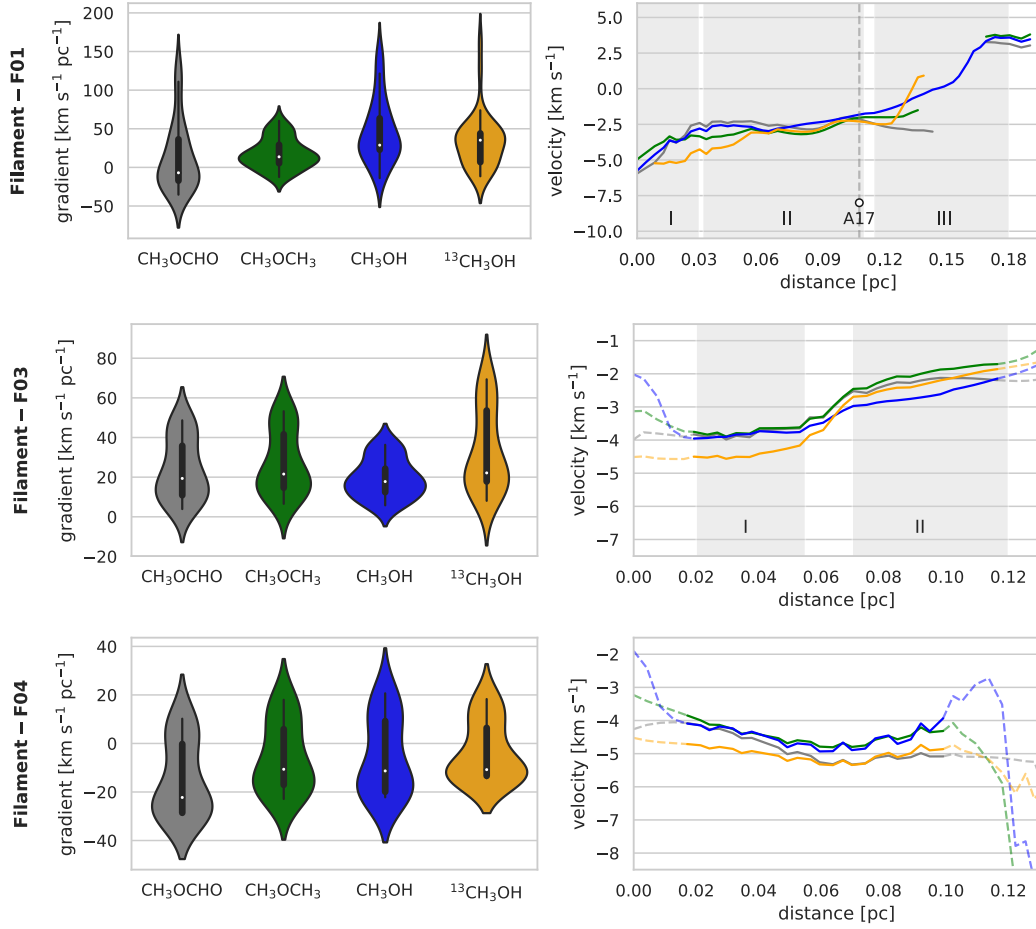 Filament – F01
gradient [km s⁻¹ pc⁻¹]
200
150
100
50
0
−50
CH₃OCHO CH₃OCH₃ CH₃OH ¹³CH₃OH
velocity [km s⁻¹]
5.0
2.5
0.0
−2.5
−5.0
−7.5
−10.0
I II A17 III
0.00 0.03 0.06 0.09 0.12 0.15 0.18
distance [pc]
Filament – F03
gradient [km s⁻¹ pc⁻¹]
80
60
40
20
0
−20
CH₃OCHO CH₃OCH₃ CH₃OH ¹³CH₃OH
velocity [km s⁻¹]
−1
−2
−3
−4
−5
−6
−7
I II
0.00 0.02 0.04 0.06 0.08 0.10 0.12
distance [pc]
Filament – F04
gradient [km s⁻¹ pc⁻¹]
40
20
0
−20
−40
CH₃OCHO CH₃OCH₃ CH₃OH ¹³CH₃OH
velocity [km s⁻¹]
−2
−3
−4
−5
−6
−7
−8
0.00 0.02 0.04 0.06 0.08 0.10 0.12
distance [pc]